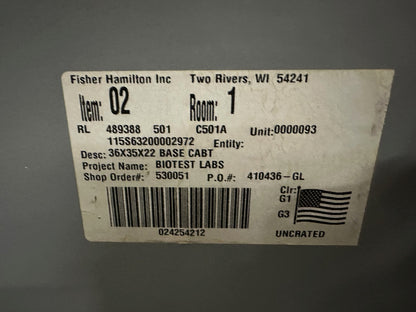 Fisher Hamilton Inc Two Rivers, WI 54241
Item: 02 Room: 1
RL 489388 501 C501A Unit:0000093
115S63200002972 Entity:
Desc: 36X35X22 BASE CABT
Project Name: BIOTEST LABS
Shop Order#: 530051 P.O.#: 410436-GL
Clr:
G1
G3
024254212 UNCRATED